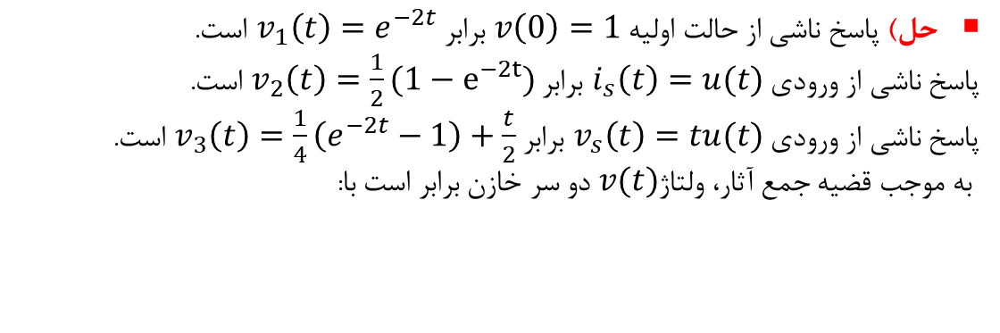 ▪ حل) پاسخ ناشی از حالت اولیه v(0) = 1 برابر v₁(t) = e⁻²ᵗ است.
پاسخ ناشی از ورودی iₛ(t) = u(t) برابر v₂(t) = 1/2 (1 − e⁻²ᵗ) است.
پاسخ ناشی از ورودی vₛ(t) = tu(t) برابر v₃(t) = 1/4 (e⁻²ᵗ − 1) + t/2 است.
به موجب قضیه جمع آثار، ولتاژ v(t) دو سر خازن برابر است با: